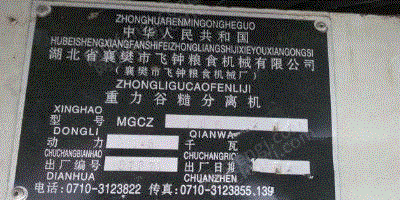 ZHONGHUARENMINGONGHEGUO
中华人民共和国
HUBEISHENGXIANGFANSHIFEIZHONGLIANGSHIJIXIEYOUXIANGONGSI
湖北省襄樊市飞钟粮食机械有限公司
(襄樊市飞钟粮食机械厂)
ZHONGLIGUCAOFENLIJI
重力谷糙分离机
XINGHAO
型号 MGCZ
DONGLI QIANWA
动力 千瓦
CHUCHANGBIANHAO CHUCHANGRIQ
出厂编号 出厂日期
DIANHUA CHUANZHEN
电话:0710-3123822 传真:0710-3123855.139